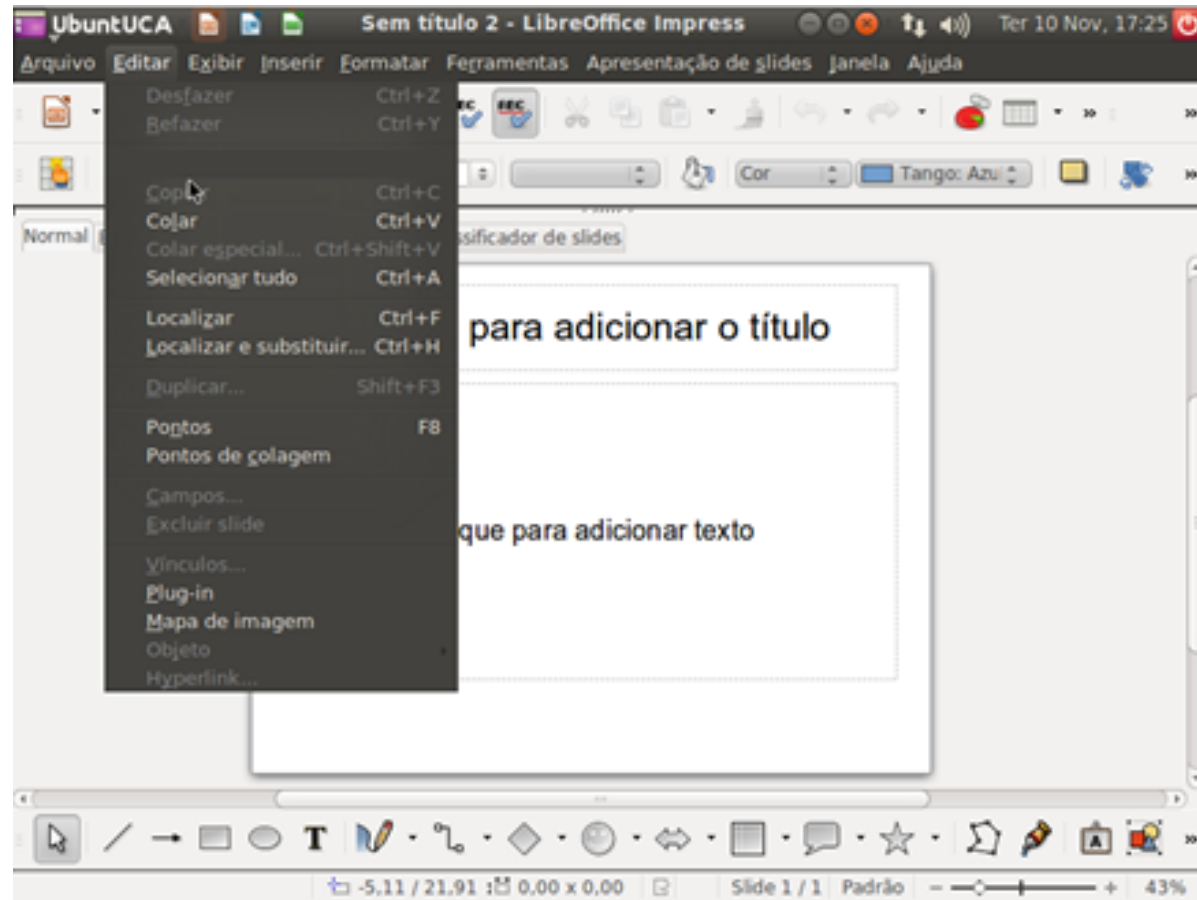 UbuntUCA Sem título 2 - LibreOffice Impress Ter 10 Nov, 17:25
Arquivo Editar Exibir Inserir Formatar Ferramentas Apresentação de slides Janela Ajuda
Desfazer Ctrl+Z
Refazer Ctrl+Y
Cor Tango: Azu
Ctrl+C
Colar Ctrl+V
Colar especial... Ctrl+Shift+V
Selecionar tudo Ctrl+A
Localizar Ctrl+F
Localizar e substituir... Ctrl+H
Duplicar... Shift+F3
Pontos F8
Pontos de colagem
Campos...
Excluir slide
Vínculos...
Plug-in
Mapa de imagem
Objeto
Hyperlink...
Normal
ssificador de slides
para adicionar o título
que para adicionar texto
T
A
-5,11 / 21,91 0,00 x 0,00 Slide 1 / 1 Padrão - + 43%